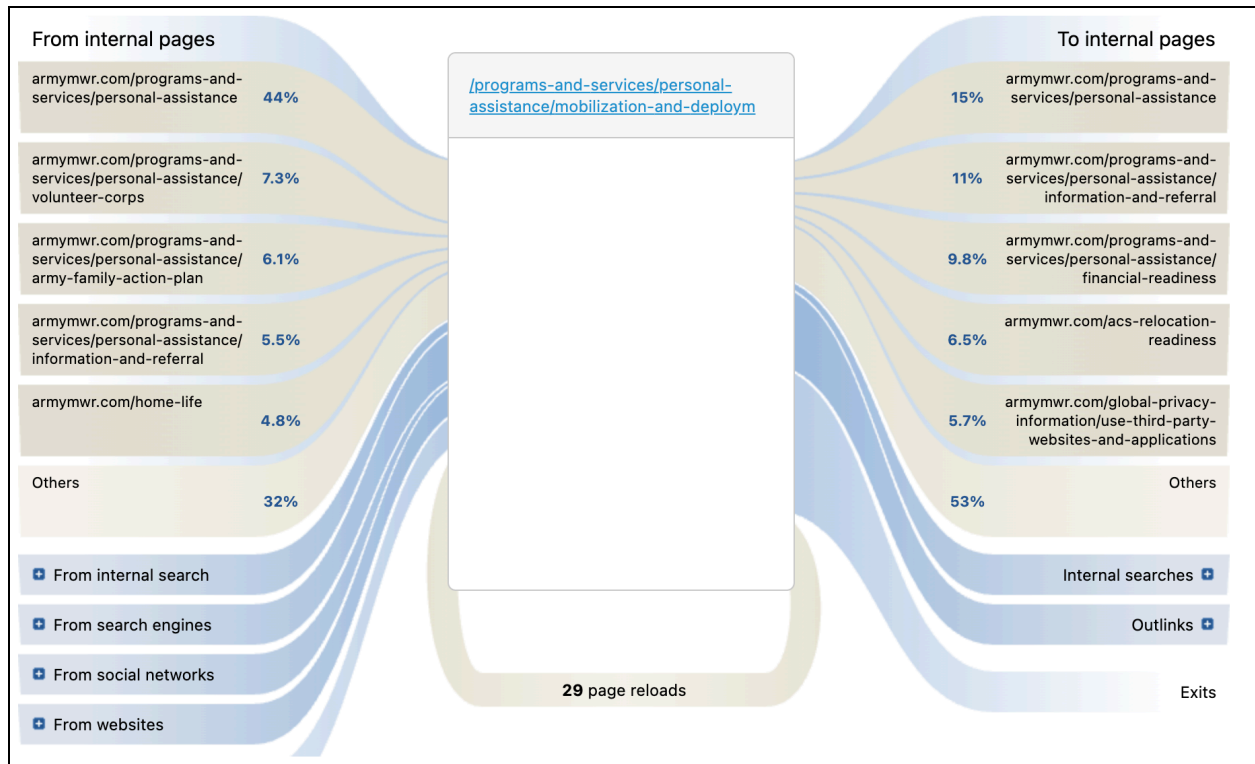 From internal pages
armymwr.com/programs-and-
services/personal-assistance
44%
armymwr.com/programs-and-
services/personal-assistance/
volunteer-corps
7.3%
armymwr.com/programs-and-
services/personal-assistance/
army-family-action-plan
6.1%
armymwr.com/programs-and-
services/personal-assistance/
information-and-referral
5.5%
armymwr.com/home-life
4.8%
Others
32%
From internal search
From search engines
From social networks
From websites
/programs-and-services/personal-
assistance/mobilization-and-deploym
29 page reloads
To internal pages
15%
armymwr.com/programs-and-
services/personal-assistance
11%
armymwr.com/programs-and-
services/personal-assistance/
information-and-referral
9.8%
armymwr.com/programs-and-
services/personal-assistance/
financial-readiness
6.5%
armymwr.com/acs-relocation-
readiness
5.7%
armymwr.com/global-privacy-
information/use-third-party-
websites-and-applications
53%
Others
Internal searches
Outlinks
Exits